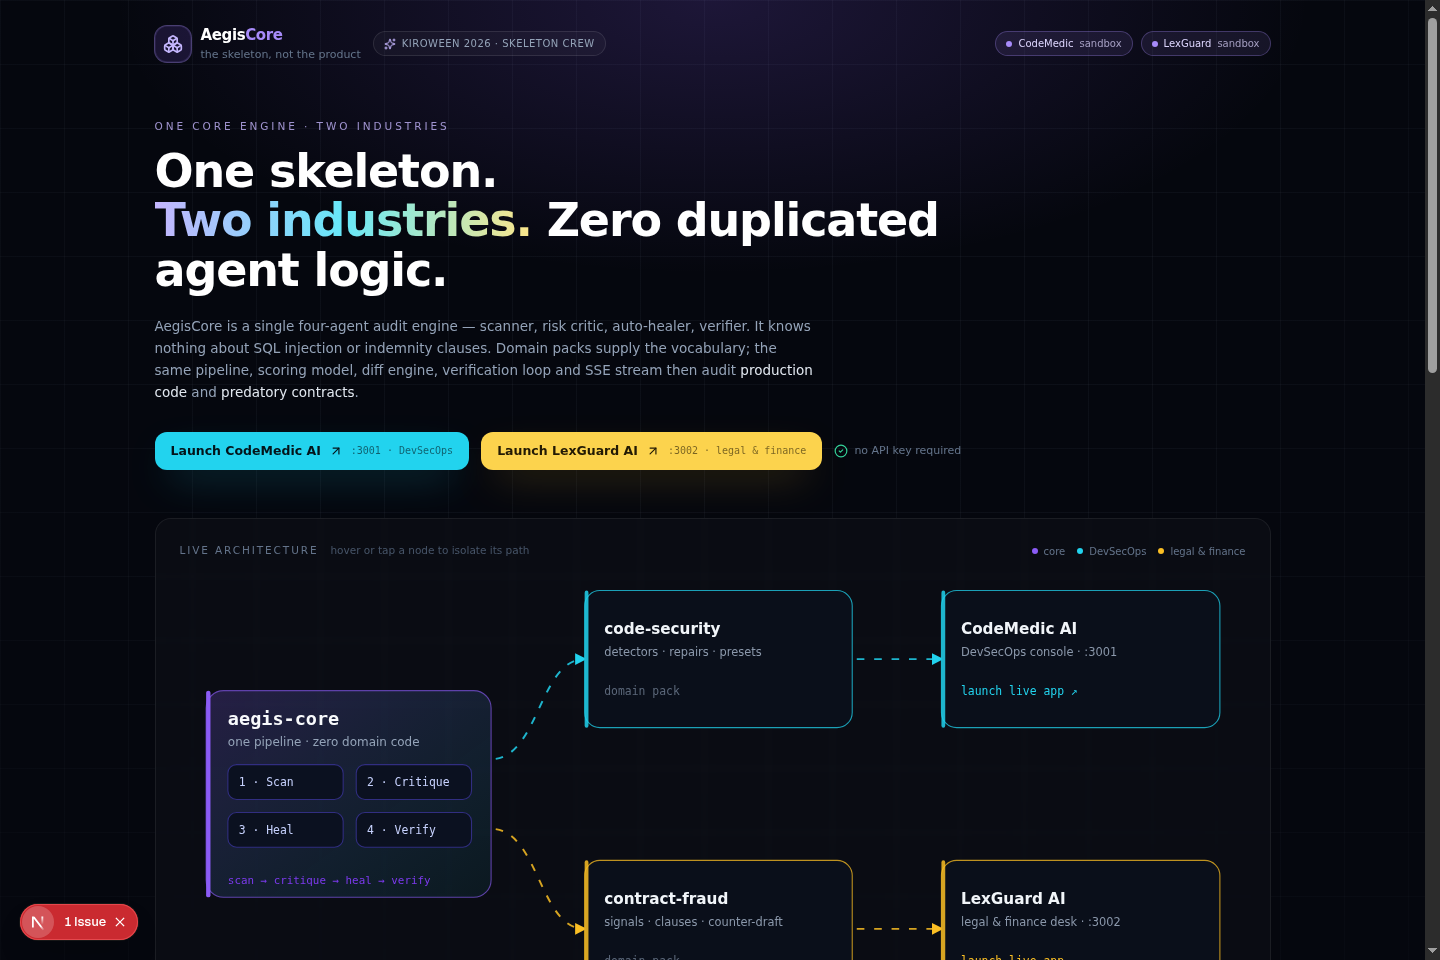 AegisCore
the skeleton, not the product
KIROWEEN 2026 · SKELETON CREW
CodeMedic sandbox
LexGuard sandbox
ONE CORE ENGINE · TWO INDUSTRIES
One skeleton.
Two industries. Zero duplicated
agent logic.
AegisCore is a single four-agent audit engine — scanner, risk critic, auto-healer, verifier. It knows
nothing about SQL injection or indemnity clauses. Domain packs supply the vocabulary; the
same pipeline, scoring model, diff engine, verification loop and SSE stream then audit production
code and predatory contracts.
Launch CodeMedic AI :3001 · DevSecOps
Launch LexGuard AI :3002 · legal & finance
no API key required
LIVE ARCHITECTURE hover or tap a node to isolate its path
core DevSecOps legal & finance
code-security
detectors · repairs · presets
domain pack
CodeMedic AI
DevSecOps console · :3001
launch live app ↗
aegis-core
one pipeline · zero domain code
1 · Scan
2 · Critique
3 · Heal
4 · Verify
scan → critique → heal → verify
contract-fraud
signals · clauses · counter-draft
domain pack
LexGuard AI
legal & finance desk · :3002
launch live app
N 1 Issue